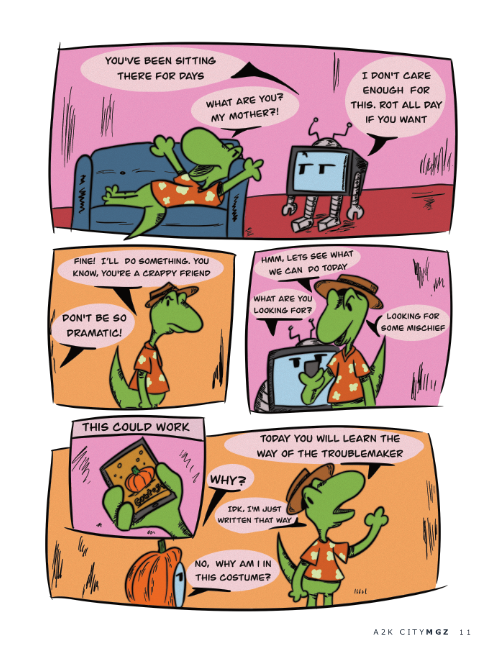 YOU'VE BEEN SITTING
THERE FOR DAYS
WHAT ARE YOU?
MY MOTHER?!
I DON'T CARE
ENOUGH FOR
THIS. ROT ALL DAY
IF YOU WANT
FINE! I'LL DO SOMETHING. YOU
KNOW, YOU'RE A CRAPPY FRIEND
DON'T BE SO
DRAMATIC!
HMM, LETS SEE WHAT
WE CAN DO TODAY
WHAT ARE YOU
LOOKING FOR?
LOOKING FOR
SOME MISCHIEF
THIS COULD WORK
TODAY YOU WILL LEARN THE
WAY OF THE TROUBLEMAKER
WHY?
IDK, I'M JUST
WRITTEN THAT WAY
NO, WHY AM I IN
THIS COSTUME?
A2K CITYMGZ 11